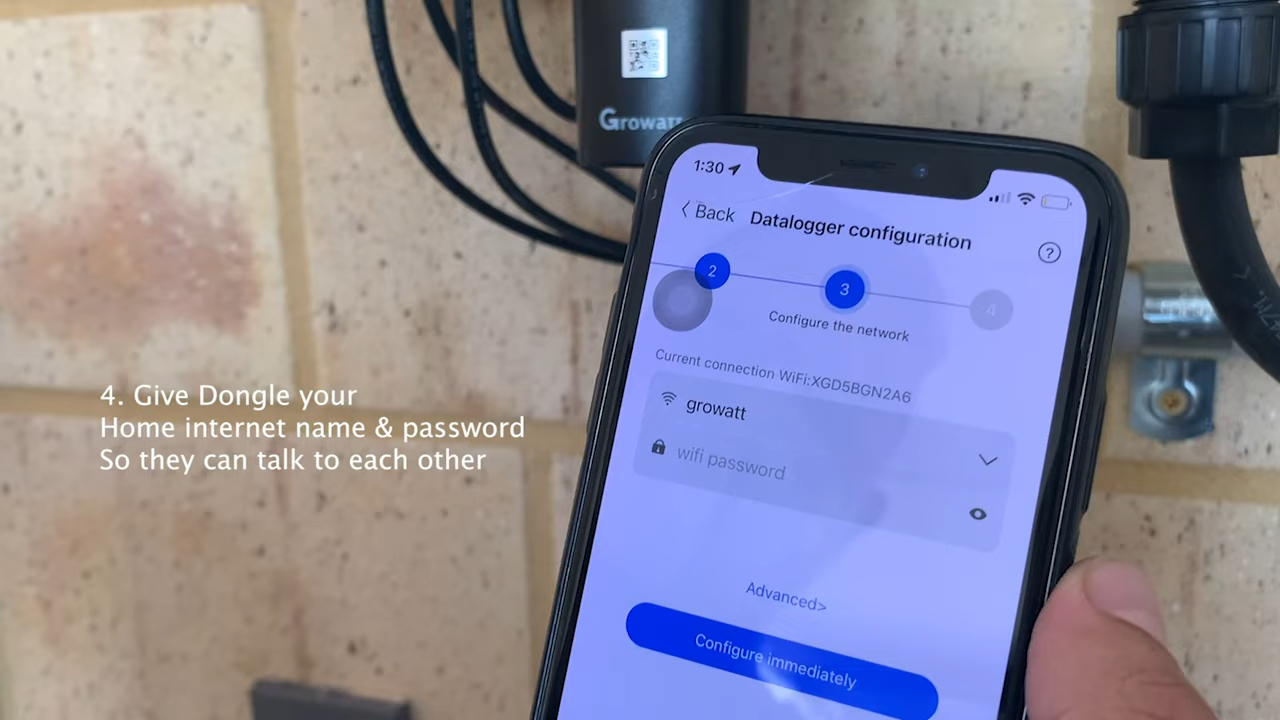 Growatt
1:30
Back
Datalogger configuration
?
2
3
4
Configure the network
Current connection WiFi:XGD5BGN2A6
growatt
wifi password
Advanced>
Configure immediately
4. Give Dongle your
Home internet name & password
So they can talk to each other